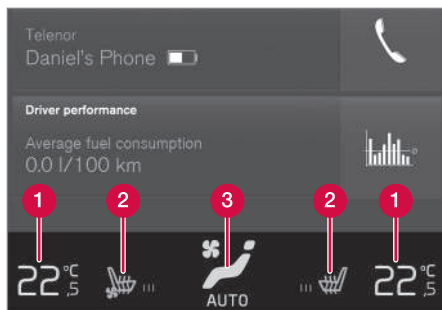 Telenor
Daniel's Phone
Driver performance
Average fuel consumption
0.0 l/100 km
1 2 3 2 1
22°C,5 AUTO 22°C,5